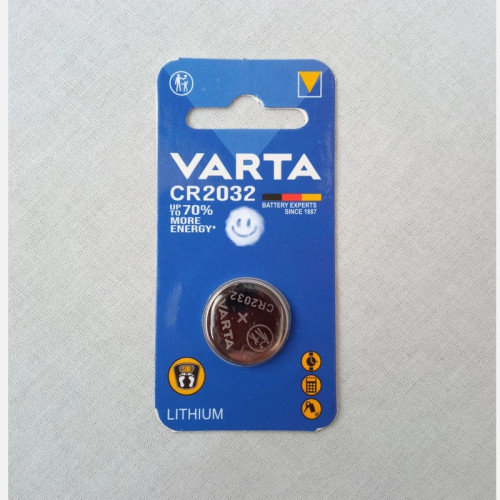 VARTA
CR2032
BATTERY EXPERTS
SINCE 1887
UP TO 70%
MORE
ENERGY*
CR2032
+
VARTA
LITHIUM